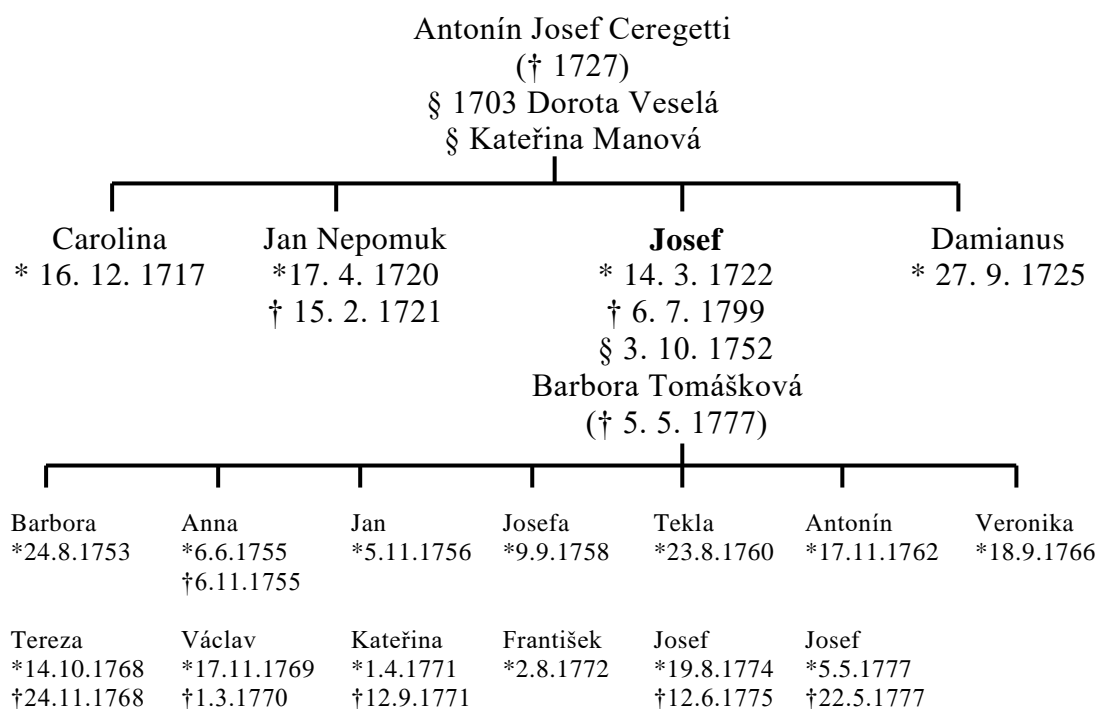 Antonín Josef Ceregetti
(† 1727)
§ 1703 Dorota Veselá
§ Kateřina Manová
Carolina Jan Nepomuk Josef Damianus
* 16. 12. 1717 *17. 4. 1720 * 14. 3. 1722 * 27. 9. 1725
† 15. 2. 1721 † 6. 7. 1799
§ 3. 10. 1752
Barbora Tomášková
(† 5. 5. 1777)
Barbora Anna Jan Josefa Tekla Antonín Veronika
*24.8.1753 *6.6.1755 *5.11.1756 *9.9.1758 *23.8.1760 *17.11.1762 *18.9.1766
†6.11.1755
Tereza Václav Kateřina František Josef Josef
*14.10.1768 *17.11.1769 *1.4.1771 *2.8.1772 *19.8.1774 *5.5.1777
†24.11.1768 †1.3.1770 †12.9.1771 †12.6.1775 †22.5.1777